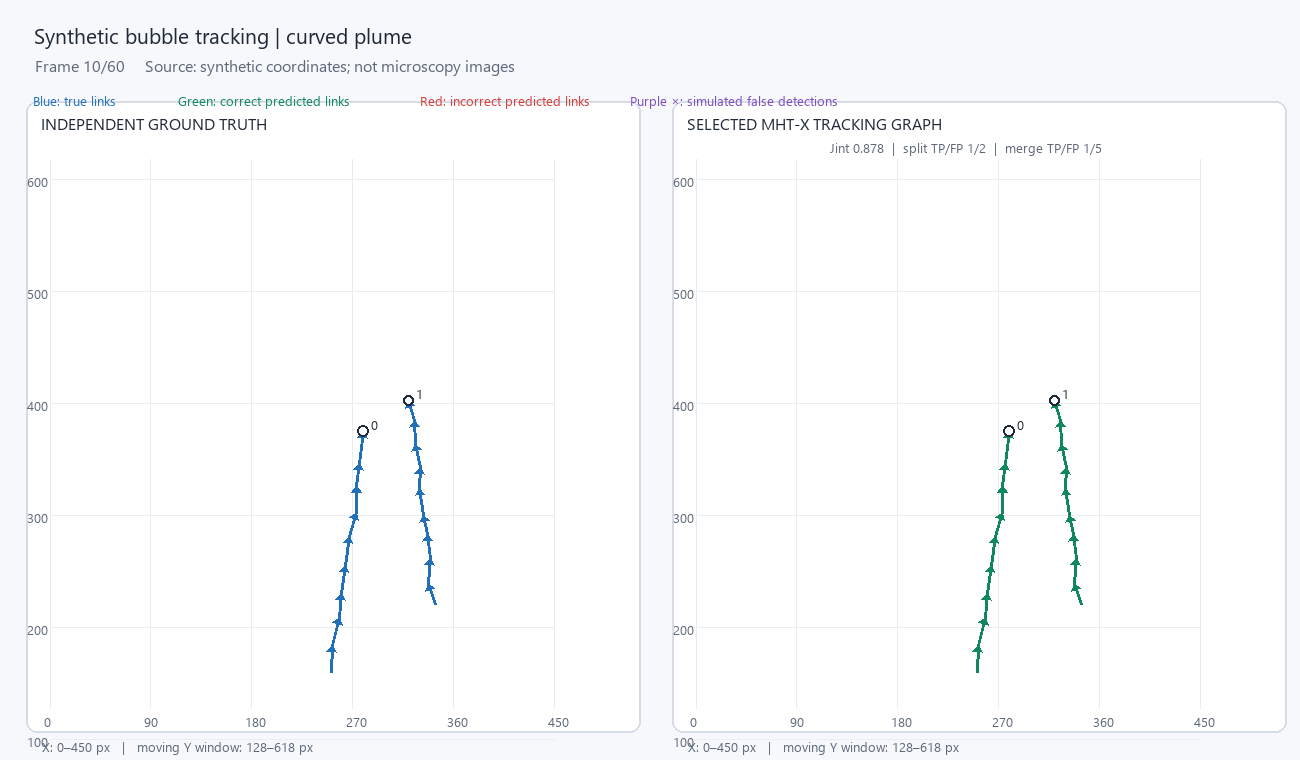 Synthetic bubble tracking | curved plume
Frame 10/60 Source: synthetic coordinates; not microscopy images
Blue: true links Green: correct predicted links Red: incorrect predicted links Purple ×: simulated false detections
INDEPENDENT GROUND TRUTH
600
500
400
300
200
100
1
0
0 90 180 270 360 450
X: 0–450 px | moving Y window: 128–618 px
SELECTED MHT-X TRACKING GRAPH
Jint 0.878 | split TP/FP 1/2 | merge TP/FP 1/5
600
500
400
300
200
100
1
0
0 90 180 270 360 450
X: 0–450 px | moving Y window: 128–618 px